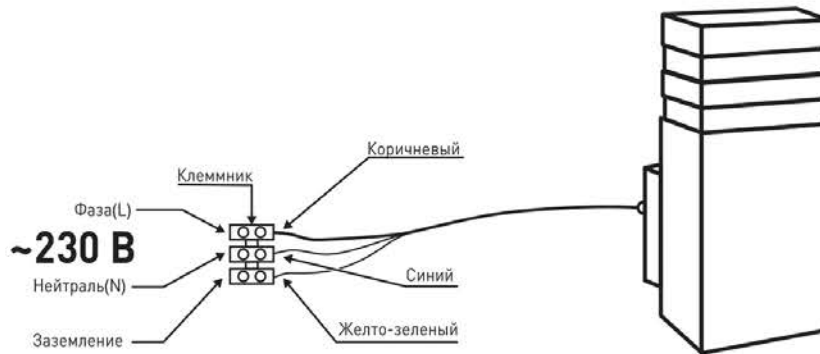 Коричневый
Клеммник
Фаза(L)
~230 В
Нейтраль(N)
Синий
Заземление
Желто-зеленый